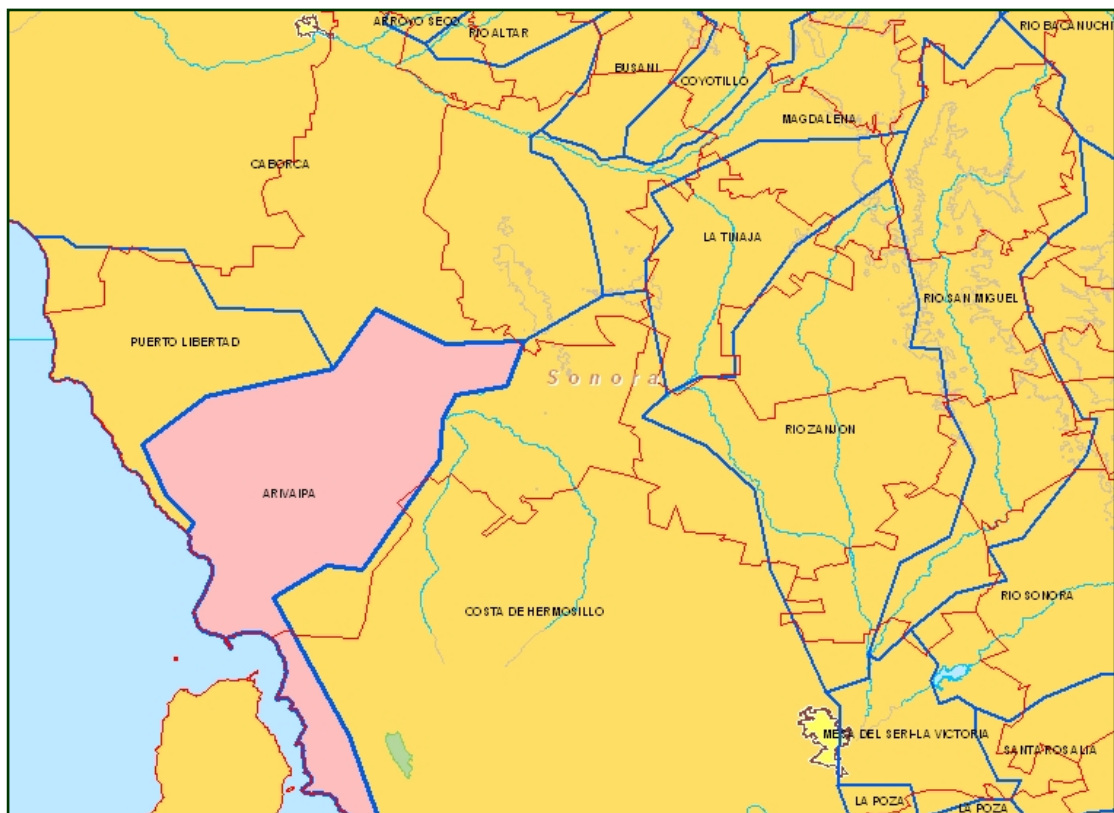 ARROYO SECO
RIO ALTAR
RIO BACANUCHI
BUSANI
COYOTILLO
MAGDALENA
CABORCA
LA TINAJA
RIO SAN MIGUEL
PUERTO LIBERTAD
Sonora
RIO ZANJON
ARIVAIPA
COSTA DE HERMOSILLO
RIO SONORA
MESA DEL SERI-LA VICTORIA
SANTA ROSALIA
LA POZA
LA POZA